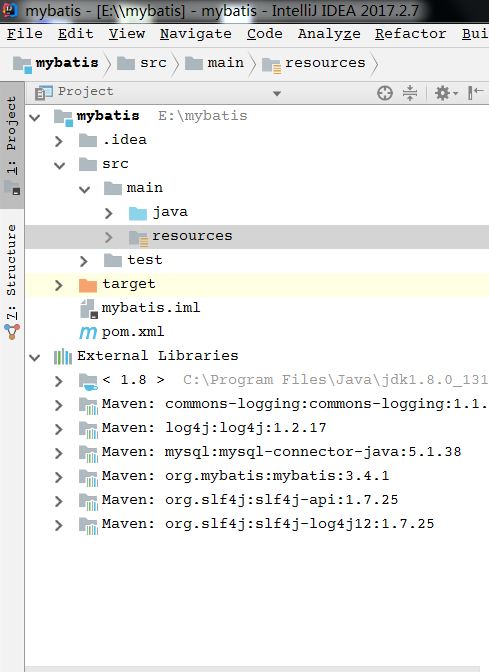 mybatis - [E:\\mybatis] - mybatis - IntelliJ IDEA 2017.2.7
File Edit View Navigate Code Analyze Refactor Bui
mybatis src main resources
Project
1: Project
7: Structure
mybatis E:\mybatis
.idea
src
main
java
resources
test
target
mybatis.iml
pom.xml
External Libraries
< 1.8 > C:\Program Files\Java\jdk1.8.0_131
Maven: commons-logging:commons-logging:1.1.
Maven: log4j:log4j:1.2.17
Maven: mysql:mysql-connector-java:5.1.38
Maven: org.mybatis:mybatis:3.4.1
Maven: org.slf4j:slf4j-api:1.7.25
Maven: org.slf4j:slf4j-log4j12:1.7.25